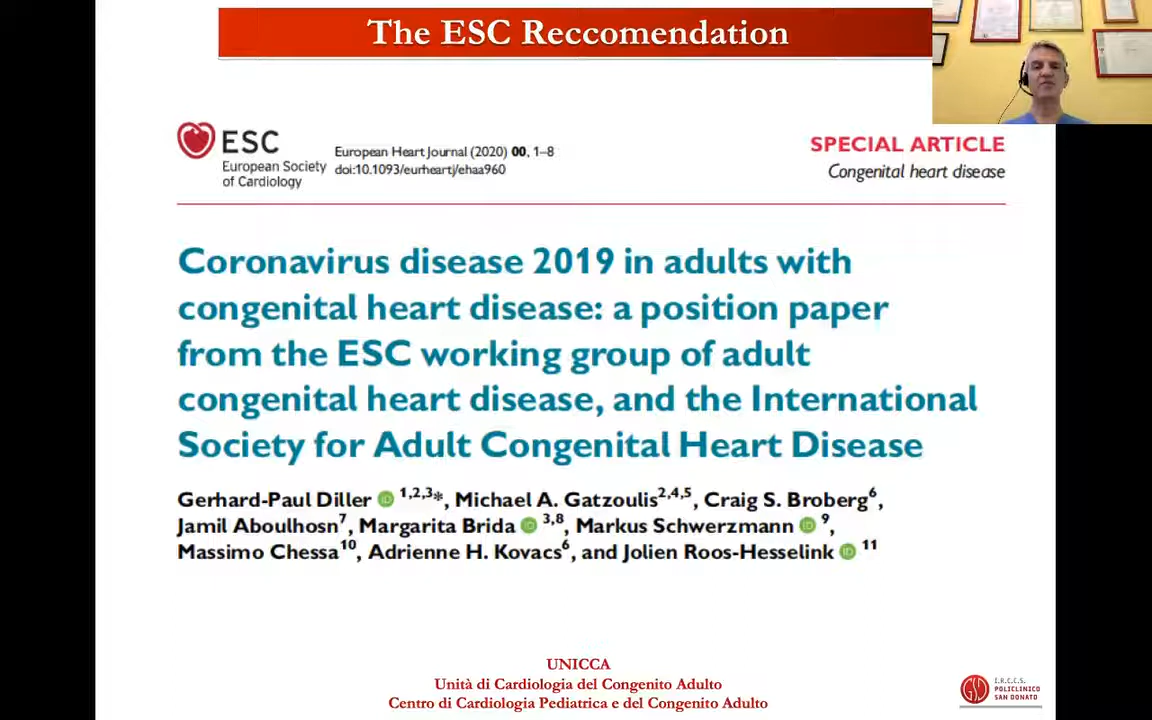 The ESC Reccomendation
ESC
European Society
of Cardiology
European Heart Journal (2020) 00, 1–8
doi:10.1093/eurheartj/ehaa960
SPECIAL ARTICLE
Congenital heart disease
Coronavirus disease 2019 in adults with
congenital heart disease: a position paper
from the ESC working group of adult
congenital heart disease, and the International
Society for Adult Congenital Heart Disease
Gerhard-Paul Diller iD 1,2,3*, Michael A. Gatzoulis2,4,5, Craig S. Broberg6,
Jamil Aboulhosn7, Margarita Brida iD 3,8, Markus Schwerzmann iD 9,
Massimo Chessa10, Adrienne H. Kovacs6, and Jolien Roos-Hesselink iD 11
UNICCA
Unità di Cardiologia del Congenito Adulto
Centro di Cardiologia Pediatrica e del Congenito Adulto
GSD
I.R.C.C.S.
POLICLINICO
SAN DONATO